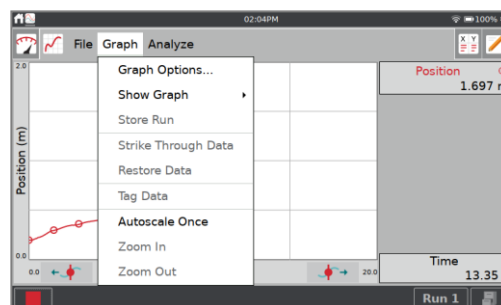 02:04PM
100%
File Graph Analyze
X Y
2.0
Graph Options...
Show Graph
Store Run
Strike Through Data
Restore Data
Tag Data
Autoscale Once
Zoom In
Zoom Out
Position (m)
0.0
0.0
20.0
Position
1.697
Time
13.35
Run 1